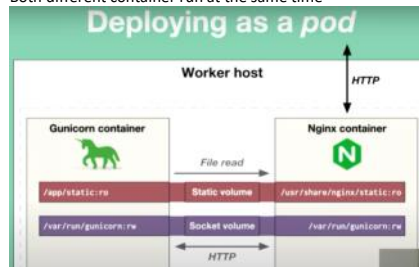 Both different container run at the same time
Deploying as a pod
HTTP
Worker host
Gunicorn container
Nginx container
File read
/app/static:ro
Static volume
/usr/share/nginx/static:ro
/var/run/gunicorn:rw
Socket volume
/var/run/gunicorn:rw
HTTP